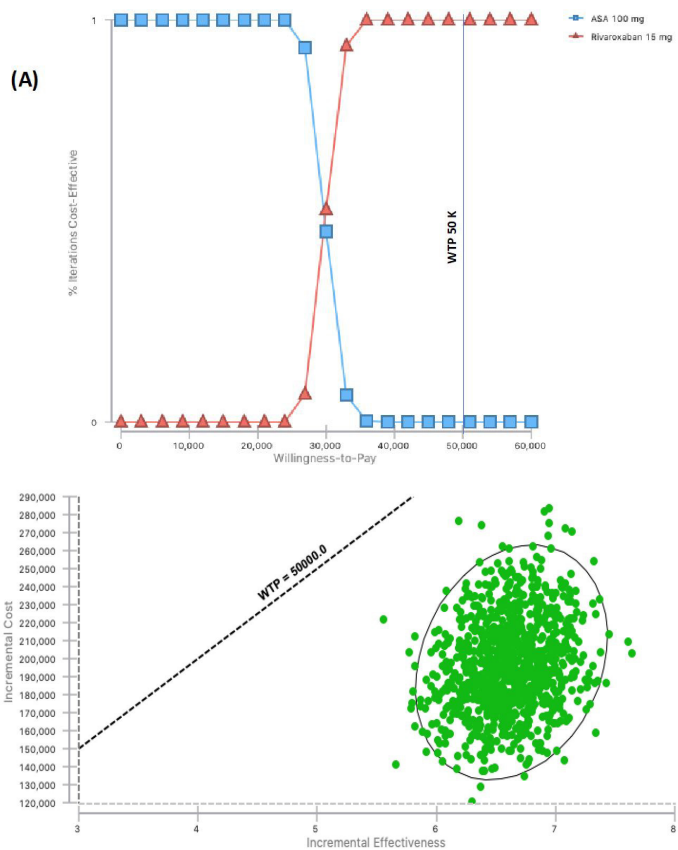 1
ASA 100 mg
Rivaroxaban 15 mg
(A)
% Iterations Cost-Effective
WTP 50 K
0
0 10,000 20,000 30,000 40,000 50,000 60,000
Willingness-to-Pay
290,000
280,000
270,000
260,000
250,000
240,000
230,000
220,000
210,000
200,000
190,000
180,000
170,000
160,000
150,000
140,000
130,000
120,000
Incremental Cost
WTP = 50000.0
3 4 5 6 7 8
Incremental Effectiveness